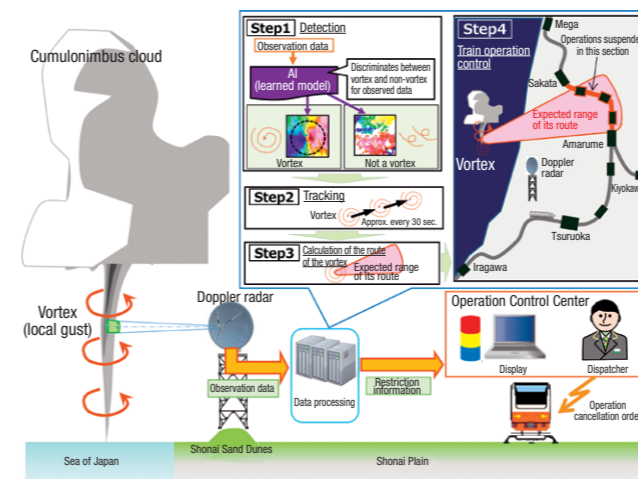 Cumulonimbus cloud
Vortex
(local gust)
Step1 Detection
Observation data
AI
(learned model)
Discriminates between
vortex and non-vortex
for observed data
Vortex
Not a vortex
Step2 Tracking
Vortex
Approx. every 30 sec.
Step3 Calculation of the route
of the vortex
Expected range
of its route
Step4
Train operation
control
Mega
Operations suspende
in this section
Sakata
Expected range
of its route
Amarume
Vortex
Doppler
radar
Kiyokaw
Tsuruoka
Iragawa
Doppler radar
Observation data
Data processing
Restriction
information
Operation Control Center
Display
Dispatcher
Operation
cancellation orde
Sea of Japan
Shonai Sand Dunes
Shonai Plain